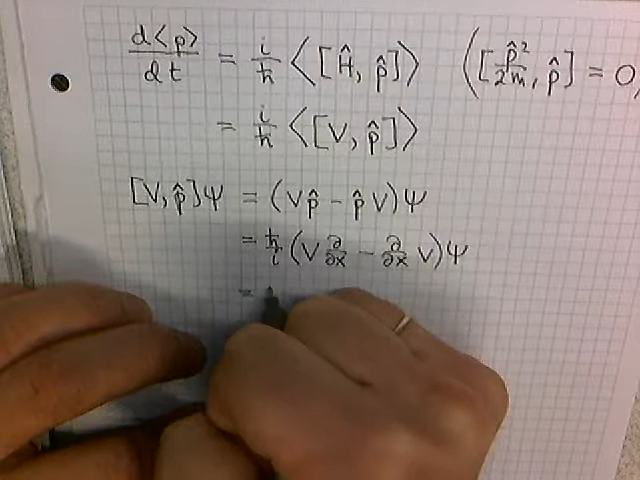 d⟨p⟩/dt = i/ħ ⟨[Ĥ, p̂]⟩ ([p̂²/2m, p̂] = 0,
= i/ħ ⟨[V, p̂]⟩
[V, p̂]Ψ = (Vp̂ - p̂V)Ψ
= ħ/i (V ∂/∂x - ∂/∂x V)Ψ
=